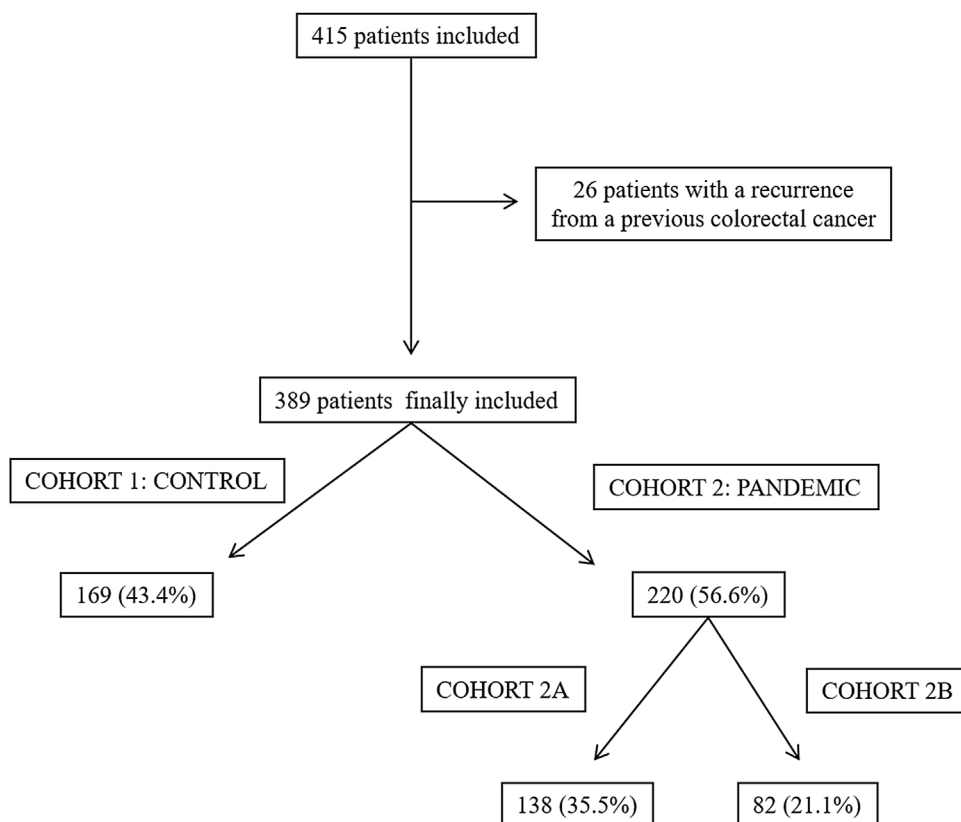 415 patients included
26 patients with a recurrence
from a previous colorectal cancer
389 patients finally included
COHORT 1: CONTROL
COHORT 2: PANDEMIC
169 (43.4%)
220 (56.6%)
COHORT 2A
COHORT 2B
138 (35.5%)
82 (21.1%)